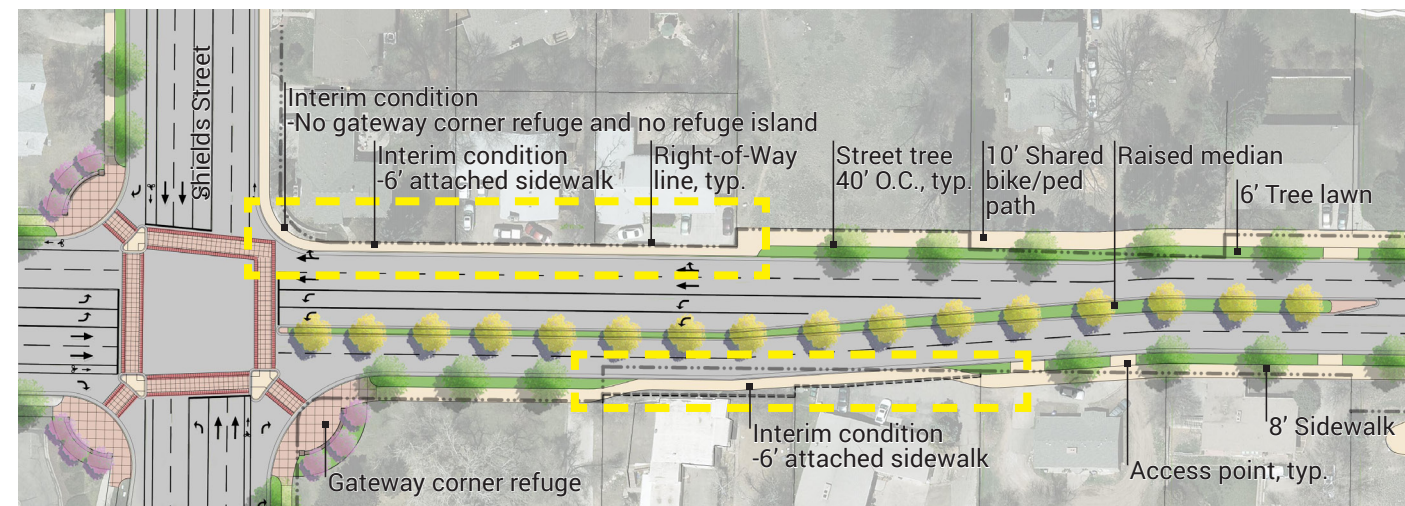 Shields Street
Interim condition
-No gateway corner refuge and no refuge island
Interim condition
-6’ attached sidewalk
Right-of-Way
line, typ.
Street tree
40’ O.C., typ.
10’ Shared
bike/ped
path
Raised median
6’ Tree lawn
Interim condition
-6’ attached sidewalk
Gateway corner refuge
8’ Sidewalk
Access point, typ.